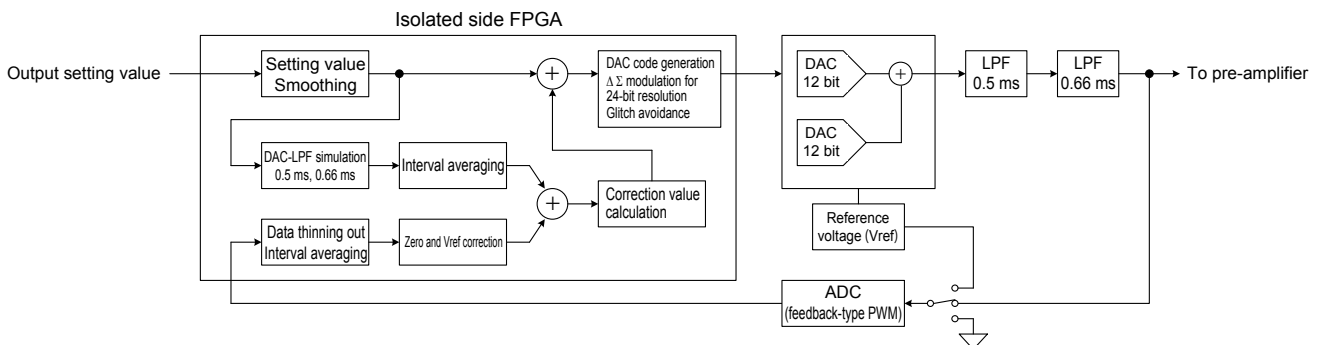 Isolated side FPGA
Output setting value
Setting value
Smoothing
+
DAC code generation
Δ Σ modulation for
24-bit resolution
Glitch avoidance
DAC
12 bit
+
DAC
12 bit
LPF
0.5 ms
LPF
0.66 ms
To pre-amplifier
DAC-LPF simulation
0.5 ms, 0.66 ms
Interval averaging
+
Correction value
calculation
Data thinning out
Interval averaging
Zero and Vref correction
Reference
voltage (Vref)
ADC
(feedback-type PWM)